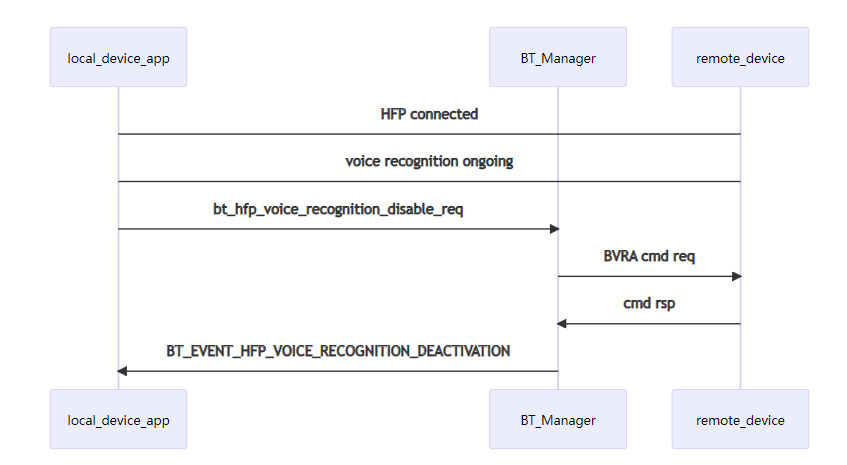 local_device_app
BT_Manager
remote_device
HFP connected
voice recognition ongoing
bt_hfp_voice_recognition_disable_req
BVRA cmd req
cmd rsp
BT_EVENT_HFP_VOICE_RECOGNITION_DEACTIVATION
local_device_app
BT_Manager
remote_device